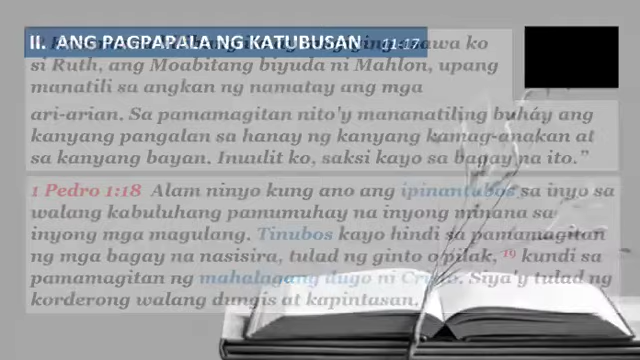 II. ANG PAGPAPALA NG KATUBUSAN 11-17
si Ruth, ang Moabitang biyuda ni Mahlon, upang
manatili sa angkan ng namatay ang mga
ari-arian. Sa pamamagitan nito'y mananatiling buháy ang
kanyang pangalan sa hanay ng kanyang kamag-anakan at
sa kanyang bayan. Inuulit ko, saksi kayo sa bagay na ito."
1 Pedro 1:18 Alam ninyo kung ano ang ipinantubos sa inyo sa
walang kabuluhang pamumuhay na inyong minana sa
inyong mga magulang. Tinubos kayo hindi sa pamamagitan
ng mga bagay na nasisira, tulad ng ginto o pilak, 19 kundi sa
pamamagitan ng mahalagang dugo ni Cristo. Siya'y tulad ng
korderong walang dungis at kapintasan.